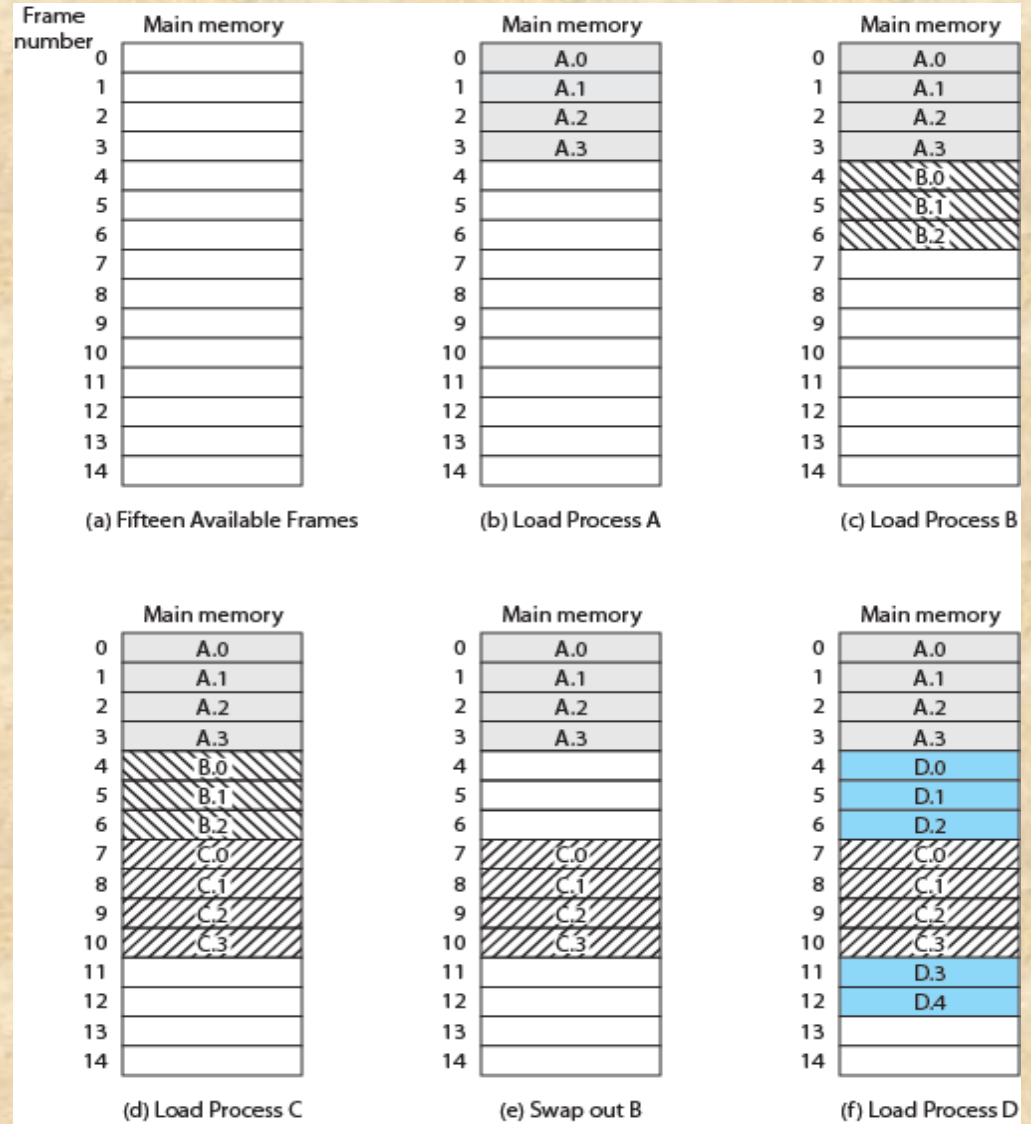 Frame number
Main memory
Main memory
Main memory
0
0 A.0
0 A.0
1
1 A.1
1 A.1
2
2 A.2
2 A.2
3
3 A.3
3 A.3
4
4
4 B.0
5
5
5 B.1
6
6
6 B.2
7
7
7
8
8
8
9
9
9
10
10
10
11
11
11
12
12
12
13
13
13
14
14
14
(a) Fifteen Available Frames
(b) Load Process A
(c) Load Process B
Main memory
Main memory
Main memory
0 A.0
0 A.0
0 A.0
1 A.1
1 A.1
1 A.1
2 A.2
2 A.2
2 A.2
3 A.3
3 A.3
3 A.3
4 B.0
4
4 D.0
5 B.1
5
5 D.1
6 B.2
6
6 D.2
7 C.0
7 C.0
7 C.0
8 C.1
8 C.1
8 C.1
9 C.2
9 C.2
9 C.2
10 C.3
10 C.3
10 C.3
11
11
11 D.3
12
12
12 D.4
13
13
13
14
14
14
(d) Load Process C
(e) Swap out B
(f) Load Process D